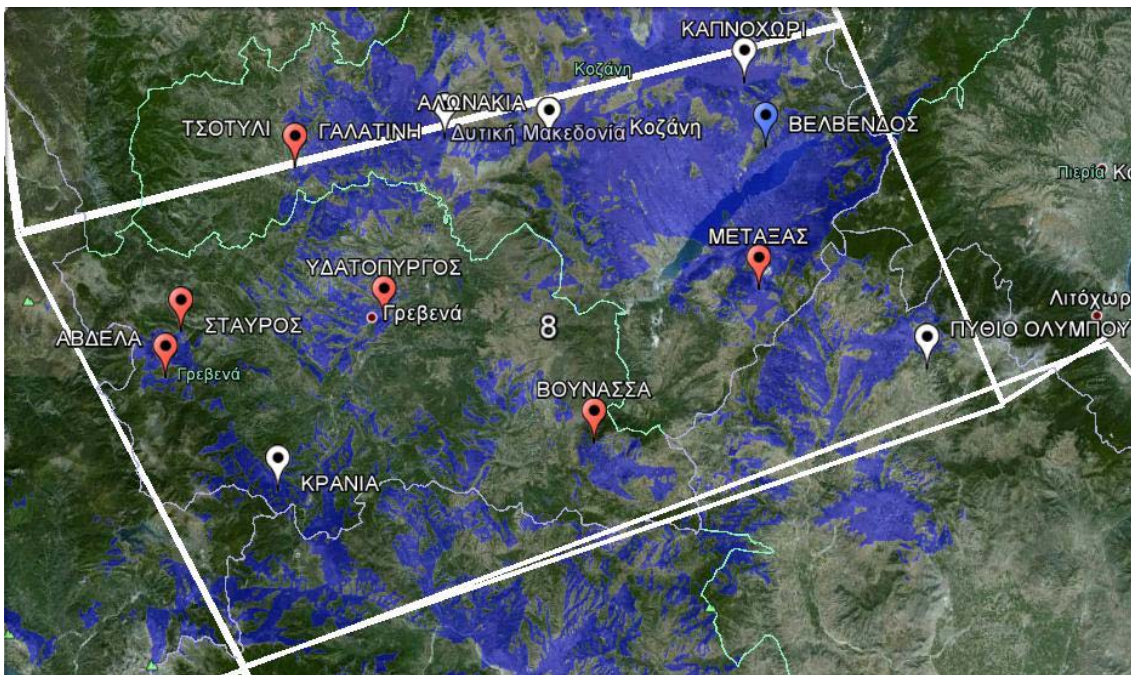 ΚΑΠΝΟΧΩΡΙ
Κοζάνη
ΑΛΩΝΑΚΙΑ
ΤΣΟΤΥΛΙ
ΓΑΛΑΤΙΝΗ
Δυτική Μακεδονία
Κοζάνη
ΒΕΛΒΕΝΔΟΣ
Πιερία
ΜΕΤΑΞΑΣ
ΥΔΑΤΟΠΥΡΓΟΣ
Γρεβενά
8
ΣΤΑΥΡΟΣ
ΑΒΔΕΛΑ
Γρεβενά
Λιτόχωρ
ΠΥΘΙΟ ΟΛΥΜΠΟΥ
ΒΟΥΝΑΣΣΑ
ΚΡΑΝΙΑ